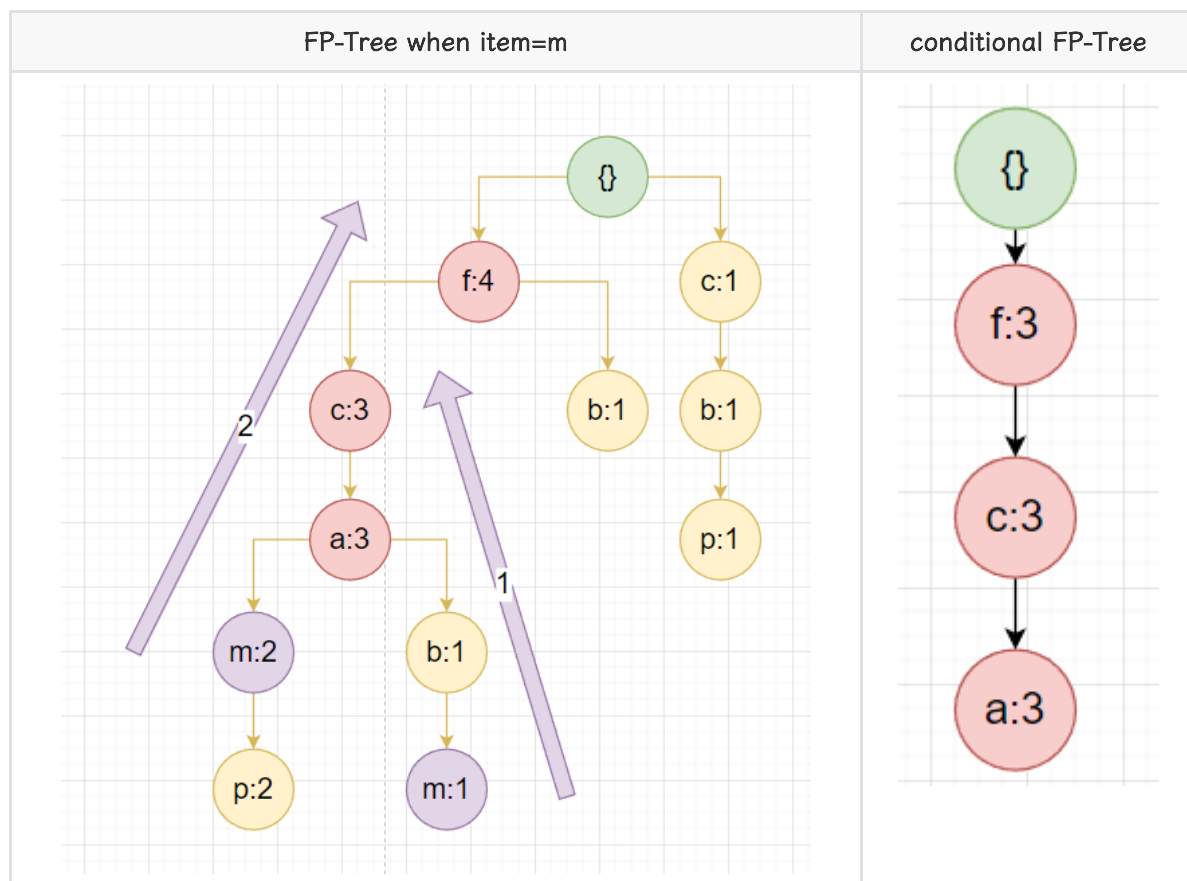 FP-Tree when item=m
conditional FP-Tree
{}
f:4
c:1
c:3
b:1
b:1
a:3
p:1
m:2
b:1
p:2
m:1
2
1
{}
f:3
c:3
a:3